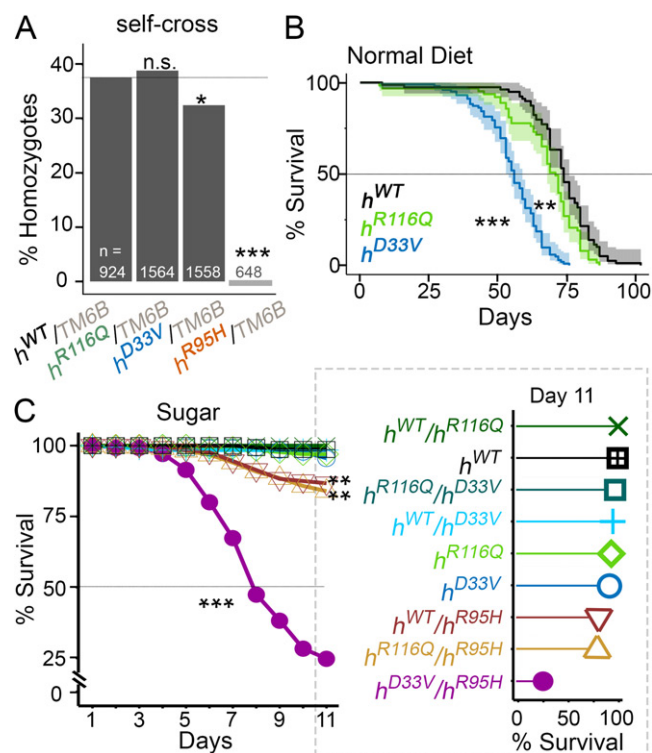 A
self-cross
n.s.
*
***
% Homozygotes
40
30
20
10
0
n =
924
1564
1558
648
hWT/TM6B
hR116Q/TM6B
hD33V/TM6B
hR95H/TM6B
B
Normal Diet
% Survival
100
50
0
hWT
hR116Q
hD33V
***
**
0
25
50
75
100
Days
C
Sugar
% Survival
100
75
50
25
0
**
**
***
1
3
5
7
9
11
Days
Day 11
hWT/hR116Q
hWT
hR116Q/hD33V
hWT/hD33V
hR116Q
hD33V
hWT/hR95H
hR116Q/hR95H
hD33V/hR95H
0
50
100
% Survival